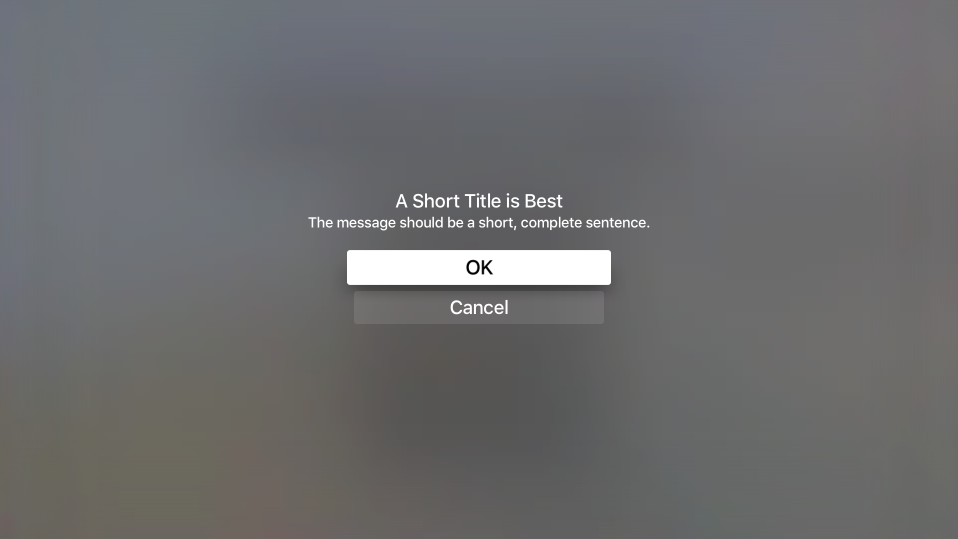 A Short Title is Best
The message should be a short, complete sentence.
OK
Cancel